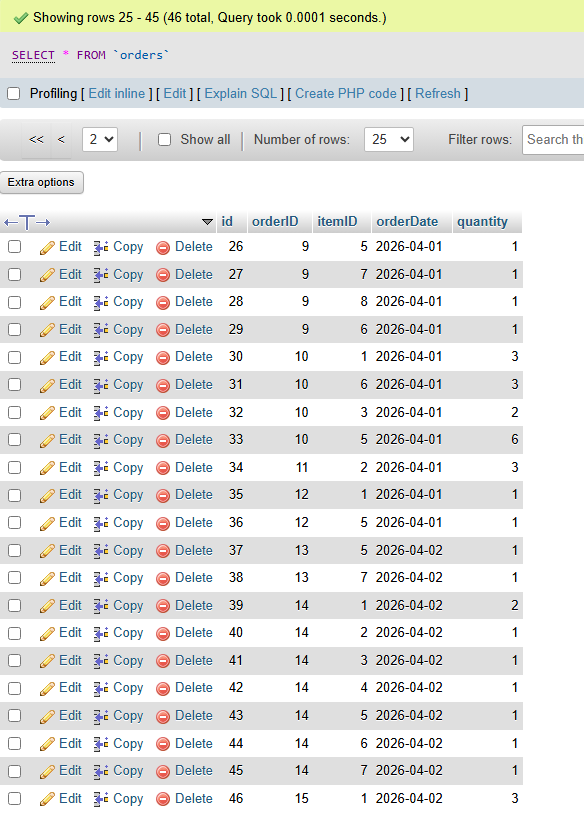 Showing rows 25 - 45 (46 total, Query took 0.0001 seconds.)
SELECT * FROM `orders`
Profiling [ Edit inline ] [ Edit ] [ Explain SQL ] [ Create PHP code ] [ Refresh ]
<< < 2 Show all Number of rows: 25 Filter rows: Search th
Extra options
id orderID itemID orderDate quantity
Edit Copy Delete 26 9 5 2026-04-01 1
Edit Copy Delete 27 9 7 2026-04-01 1
Edit Copy Delete 28 9 8 2026-04-01 1
Edit Copy Delete 29 9 6 2026-04-01 1
Edit Copy Delete 30 10 1 2026-04-01 3
Edit Copy Delete 31 10 6 2026-04-01 3
Edit Copy Delete 32 10 3 2026-04-01 2
Edit Copy Delete 33 10 5 2026-04-01 6
Edit Copy Delete 34 11 2 2026-04-01 3
Edit Copy Delete 35 12 1 2026-04-01 1
Edit Copy Delete 36 12 5 2026-04-01 1
Edit Copy Delete 37 13 5 2026-04-02 1
Edit Copy Delete 38 13 7 2026-04-02 1
Edit Copy Delete 39 14 1 2026-04-02 2
Edit Copy Delete 40 14 2 2026-04-02 1
Edit Copy Delete 41 14 3 2026-04-02 1
Edit Copy Delete 42 14 4 2026-04-02 1
Edit Copy Delete 43 14 5 2026-04-02 1
Edit Copy Delete 44 14 6 2026-04-02 1
Edit Copy Delete 45 14 7 2026-04-02 1
Edit Copy Delete 46 15 1 2026-04-02 3